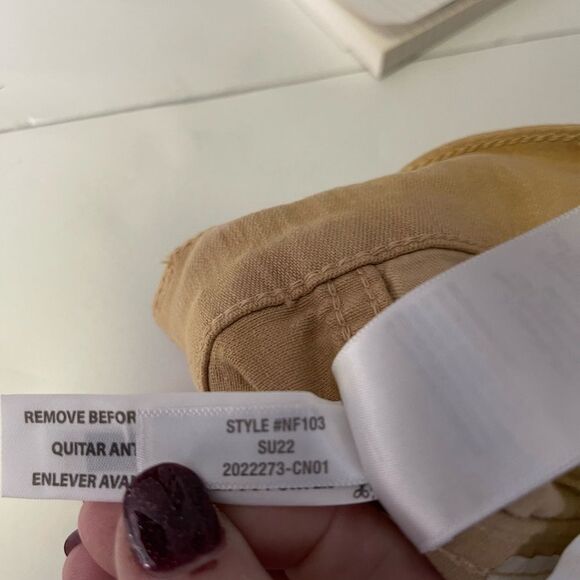 REMOVE BEFOR
QUITAR ANT
ENLEVER AVA
STYLE #NF103
SU22
2022273-CN01